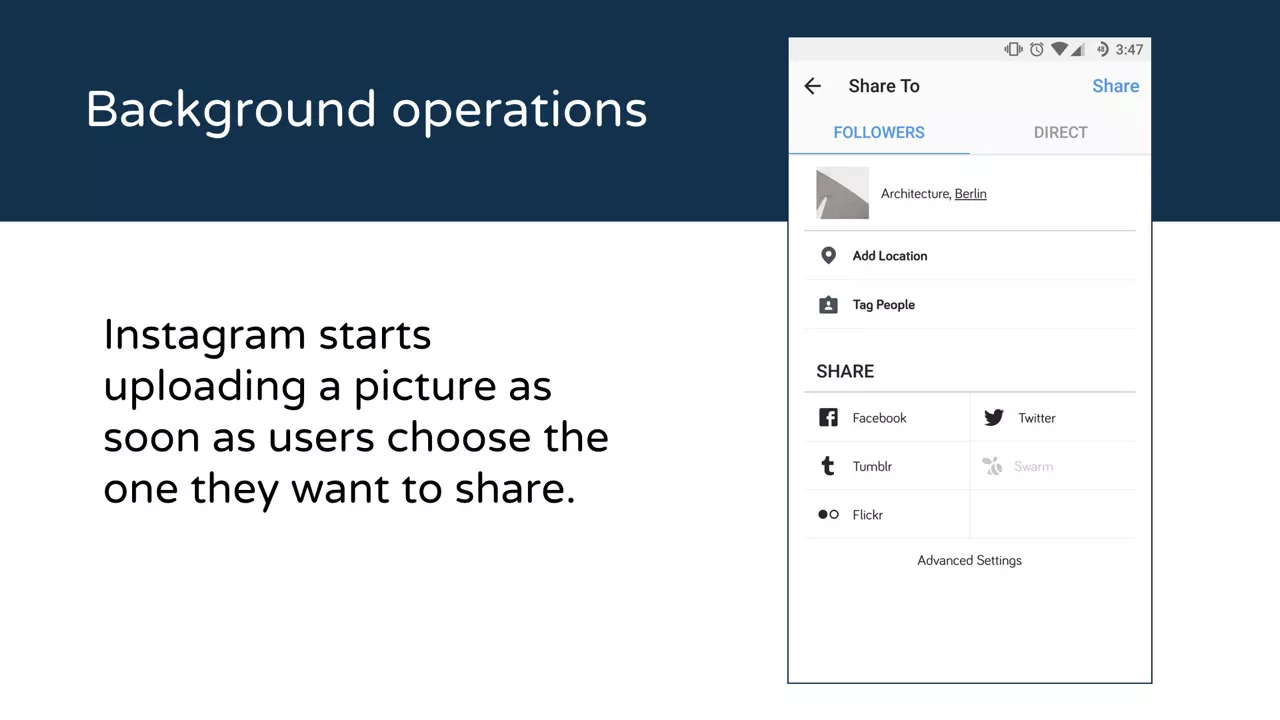 Background operations
Instagram starts
uploading a picture as
soon as users choose the
one they want to share.
48 3:47
Share To Share
FOLLOWERS DIRECT
Architecture, Berlin
Add Location
Tag People
SHARE
Facebook Twitter
Tumblr Swarm
Flickr
Advanced Settings